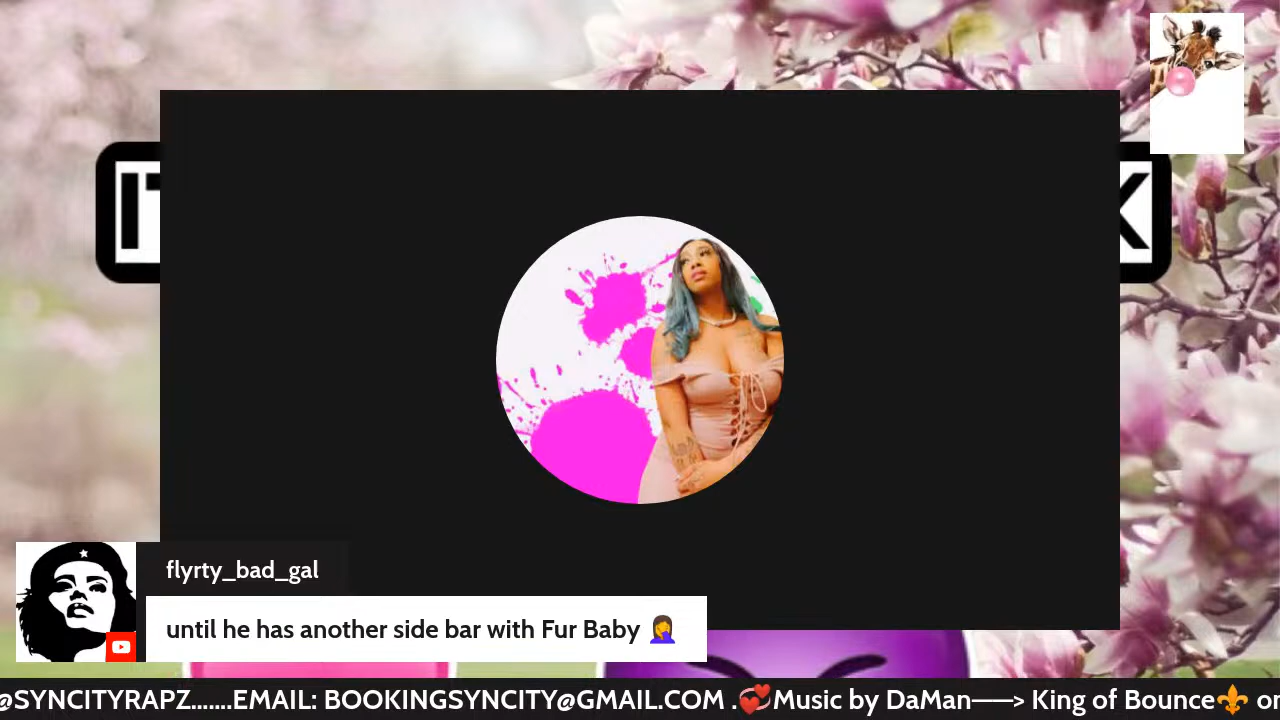 IT
K
flyrty_bad_gal
until he has another side bar with Fur Baby 🤦‍♀️
@SYNCITYRAPZ.......EMAIL: BOOKINGSYNCITY@GMAIL.COM .💞Music by DaMan——> King of Bounce⚜️ or